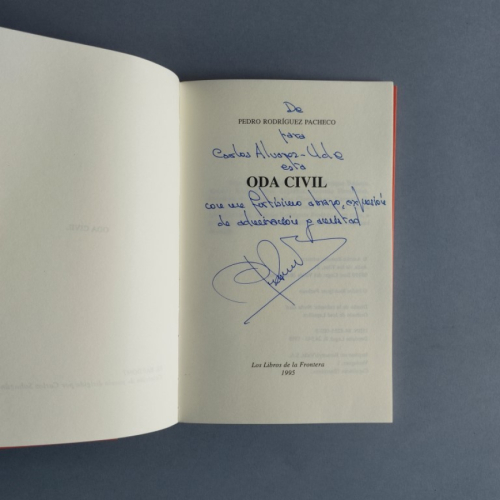 De
PEDRO RODRÍGUEZ PACHECO
para
Carlos Alvarez-Ude
esta
ODA CIVIL
con un fortísimo abrazo, expresión
de admiración y amistad
Los Libros de la Frontera
1995